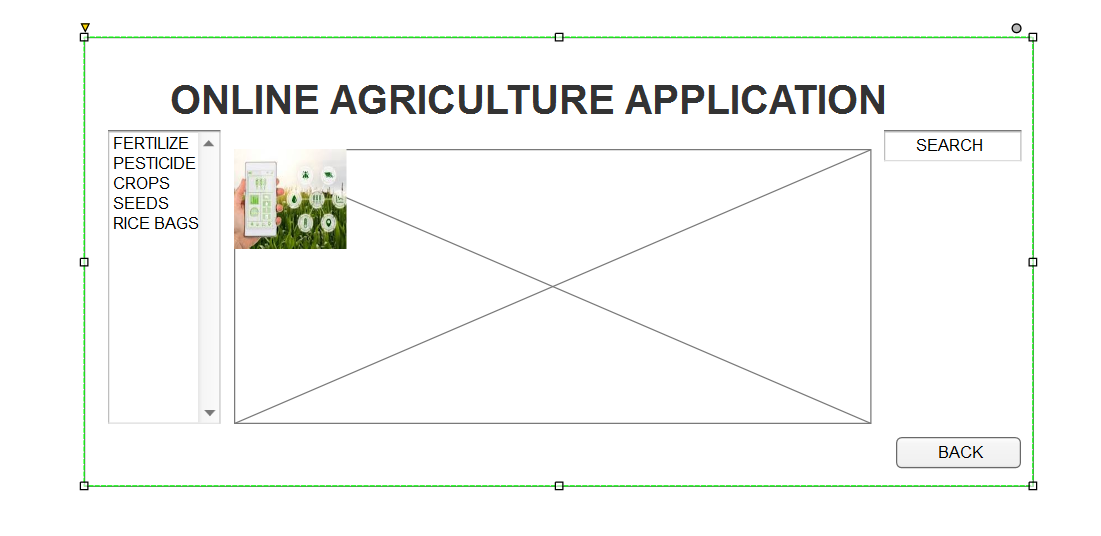 ONLINE AGRICULTURE APPLICATION
FERTILIZE
PESTICIDE
CROPS
SEEDS
RICE BAGS
SEARCH
BACK